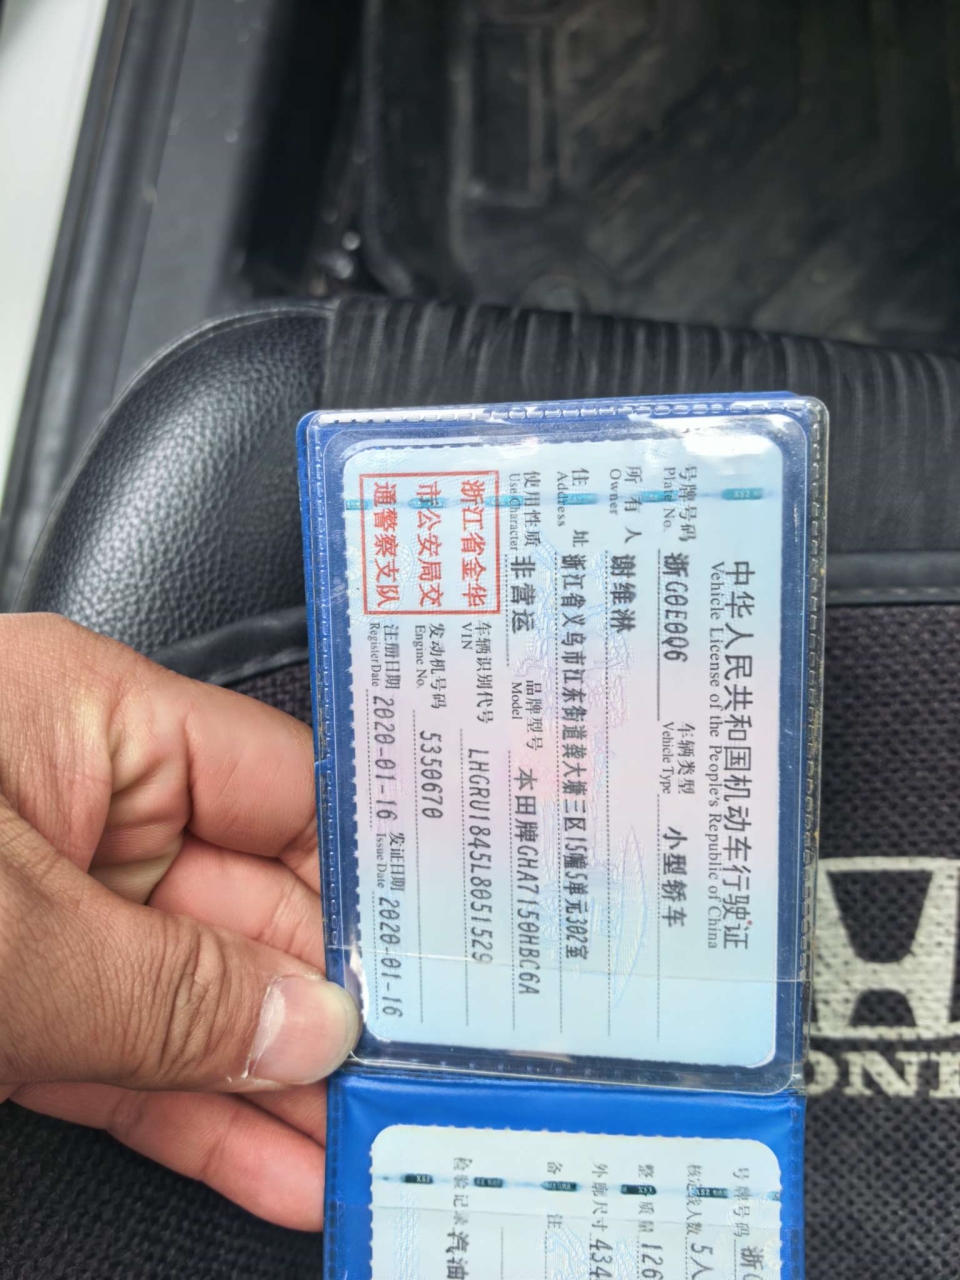 中华人民共和国机动车行驶证
Vehicle License of the People's Republic of China
号牌号码 浙G0E9Q6 车辆类型 小型轿车
Plate No. Vehicle Type
所有人 谢维淋
Owner
住址 浙江省义乌市江东街道袭大塘三区15幢5单元302室
Address
使用性质 非营运 品牌型号 本田牌GHA7150HBC6A
Use Character Model
浙江省金华
市公安局交
通警察支队
车辆识别代号 LHGRU1845L8051529
VIN
发动机号码 5350670
Engine No.
注册日期 2020-01-16 发证日期 2020-01-16
Register Date Issue Date
号牌号码 浙G
核定载人数 5人
整备质量 126
外廓尺寸 434
备注
检验记录 汽油
HONE